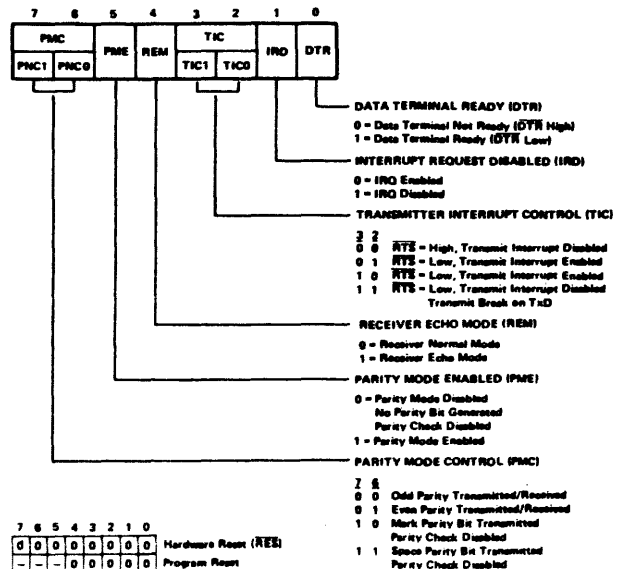 7 6 5 4 3 2 1 0
PMC PME REM TIC IRD DTR
PNC1 PNC0 TIC1 TIC0
DATA TERMINAL READY (DTR)
0 = Data Terminal Not Ready (DTR High)
1 = Data Terminal Ready (DTR Low)
INTERRUPT REQUEST DISABLED (IRD)
0 = IRQ Enabled
1 = IRQ Disabled
TRANSMITTER INTERRUPT CONTROL (TIC)
3 2
0 0 RTS = High, Transmit Interrupt Disabled
0 1 RTS = Low, Transmit Interrupt Enabled
1 0 RTS = Low, Transmit Interrupt Enabled
1 1 RTS = Low, Transmit Interrupt Disabled
Transmit Break on TxD
RECEIVER ECHO MODE (REM)
0 = Receiver Normal Mode
1 = Receiver Echo Mode
PARITY MODE ENABLED (PME)
0 = Parity Mode Disabled
No Parity Bit Generated
Parity Check Disabled
1 = Parity Mode Enabled
PARITY MODE CONTROL (PMC)
7 6
0 0 Odd Parity Transmitted/Received
0 1 Even Parity Transmitted/Received
1 0 Mark Parity Bit Transmitted
Parity Check Disabled
1 1 Space Parity Bit Transmitted
Parity Check Disabled
7 6 5 4 3 2 1 0
0 0 0 0 0 0 0 0 Hardware Reset (RES)
- - - 0 0 0 0 0 Program Reset